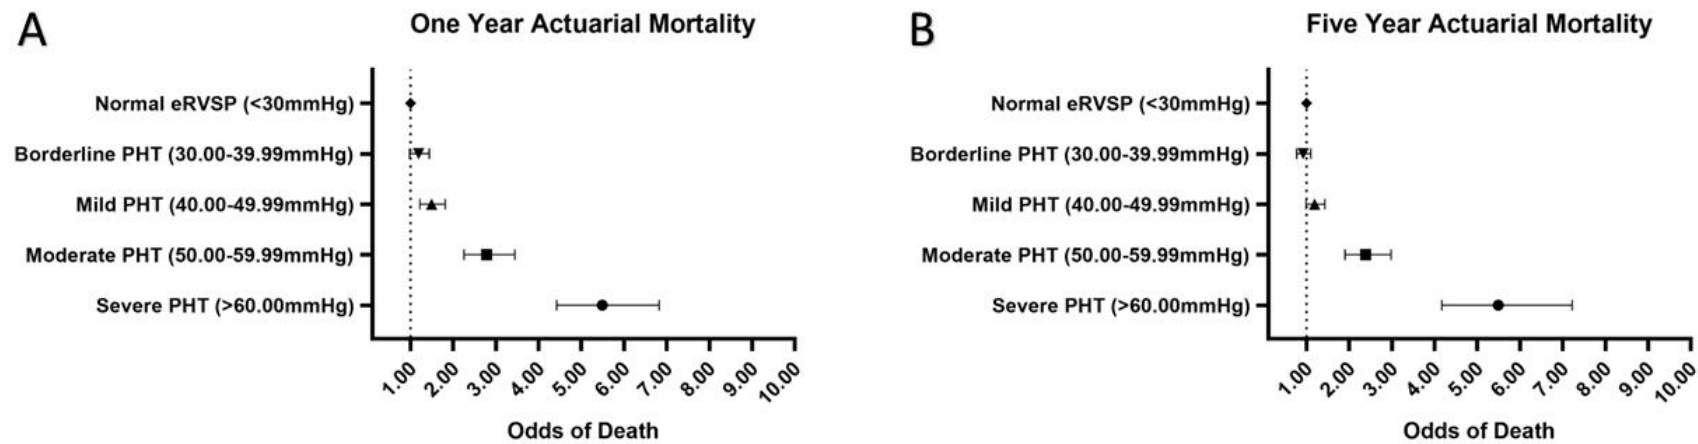 A
One Year Actuarial Mortality
Normal eRVSP (<30mmHg)
Borderline PHT (30.00-39.99mmHg)
Mild PHT (40.00-49.99mmHg)
Moderate PHT (50.00-59.99mmHg)
Severe PHT (>60.00mmHg)
1.00 2.00 3.00 4.00 5.00 6.00 7.00 8.00 9.00 10.00
Odds of Death
B
Five Year Actuarial Mortality
Normal eRVSP (<30mmHg)
Borderline PHT (30.00-39.99mmHg)
Mild PHT (40.00-49.99mmHg)
Moderate PHT (50.00-59.99mmHg)
Severe PHT (>60.00mmHg)
1.00 2.00 3.00 4.00 5.00 6.00 7.00 8.00 9.00 10.00
Odds of Death